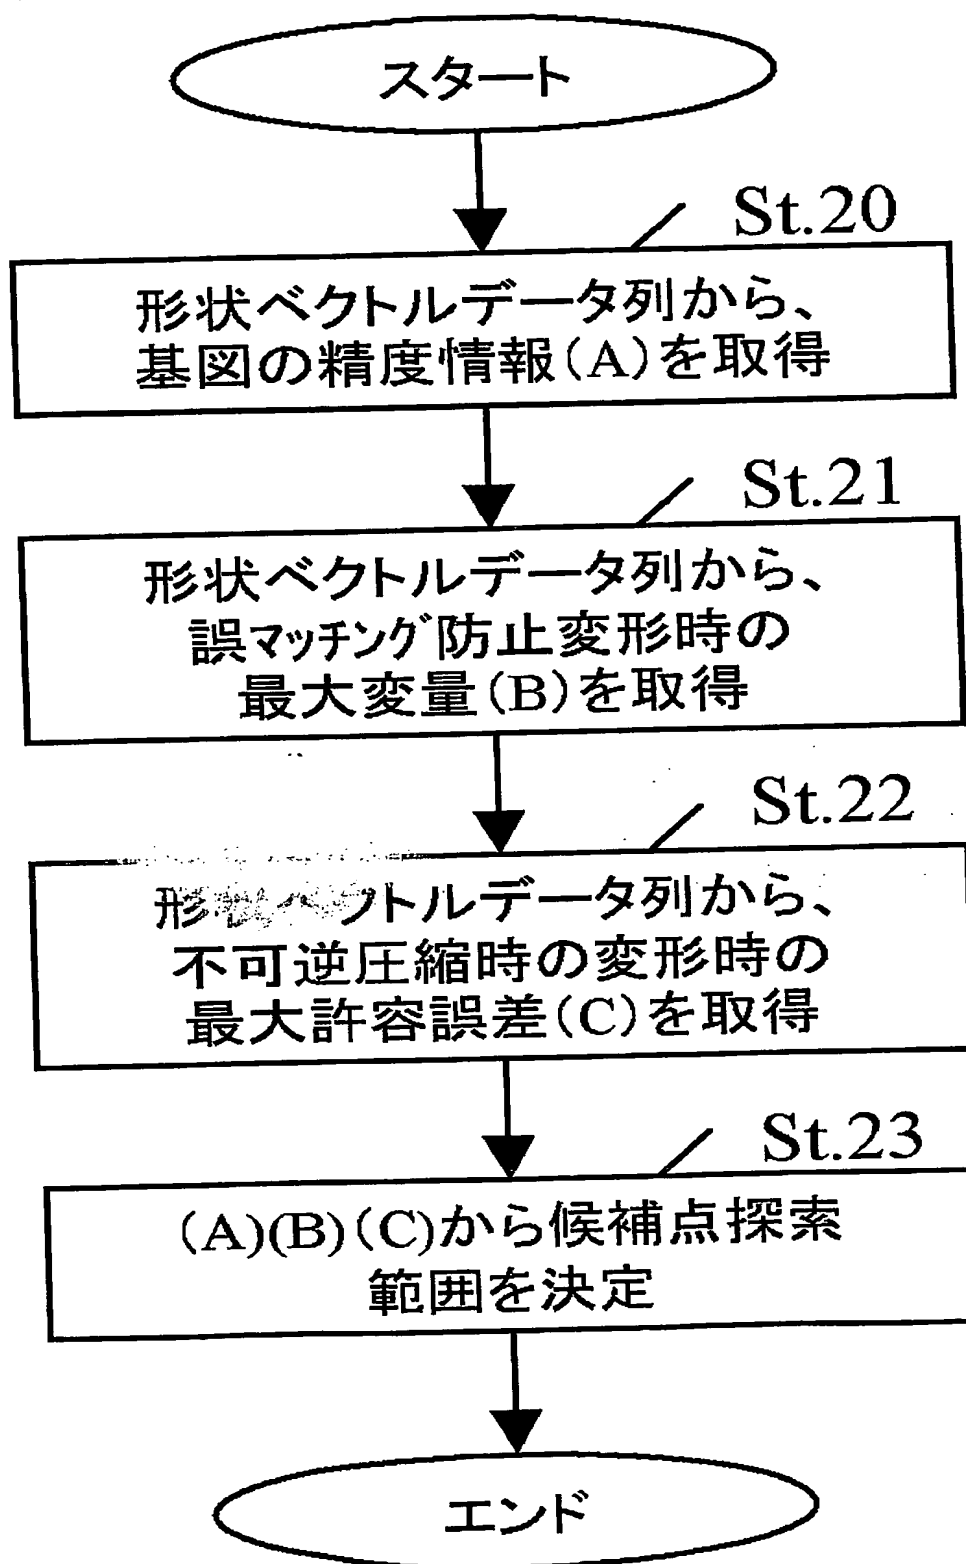 スタート
St.20
形状ベクトルデータ列から、
基図の精度情報(A)を取得
St.21
形状ベクトルデータ列から、
誤マッチング防止変形時の
最大変量(B)を取得
St.22
形状ベクトルデータ列から、
不可逆圧縮時の変形時の
最大許容誤差(C)を取得
St.23
(A)(B)(C)から候補点探索
範囲を決定
エンド